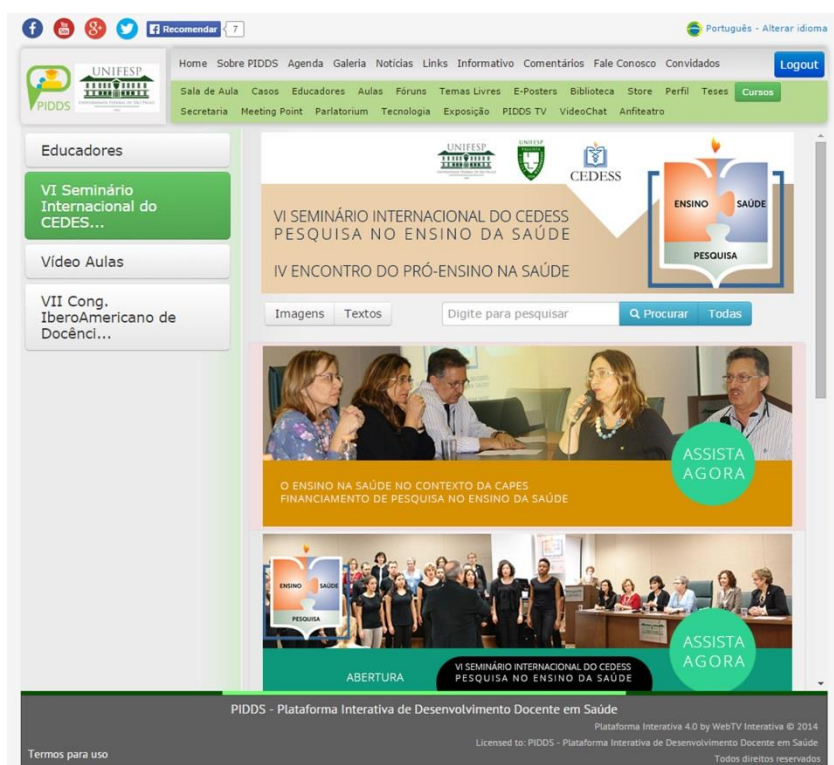 Recomendar 7
Português - Alterar idioma
PIDDS
UNIFESP
Home Sobre PIDDS Agenda Galeria Notícias Links Informativo Comentários Fale Conosco Convidados
Logout
Sala de Aula Casos Educadores Aulas Fóruns Temas Livres E-Posters Biblioteca Store Perfil Teses Cursos
Secretaria Meeting Point Parlatorium Tecnologia Exposição PIDDS TV VideoChat Anfiteatro
Educadores
VI Seminário
Internacional do
CEDES...
Vídeo Aulas
VII Cong.
IberoAmericano de
Docênci...
UNIFESP
UNIFESP
CEDESS
VI SEMINÁRIO INTERNACIONAL DO CEDESS
PESQUISA NO ENSINO DA SAÚDE
IV ENCONTRO DO PRÓ-ENSINO NA SAÚDE
ENSINO SAÚDE
PESQUISA
Imagens Textos
Digite para pesquisar
Procurar Todas
O ENSINO NA SAÚDE NO CONTEXTO DA CAPES
FINANCIAMENTO DE PESQUISA NO ENSINO DA SAÚDE
ASSISTA
AGORA
ENSINO SAÚDE
PESQUISA
ABERTURA
VI SEMINÁRIO INTERNACIONAL DO CEDESS
PESQUISA NO ENSINO DA SAÚDE
ASSISTA
AGORA
PIDDS - Plataforma Interativa de Desenvolvimento Docente em Saúde
Plataforma Interativa 4.0 by WebTV Interativa © 2014
Licensed to: PIDDS - Plataforma Interativa de Desenvolvimento Docente em Saúde
Termos para uso
Todos direitos reservados